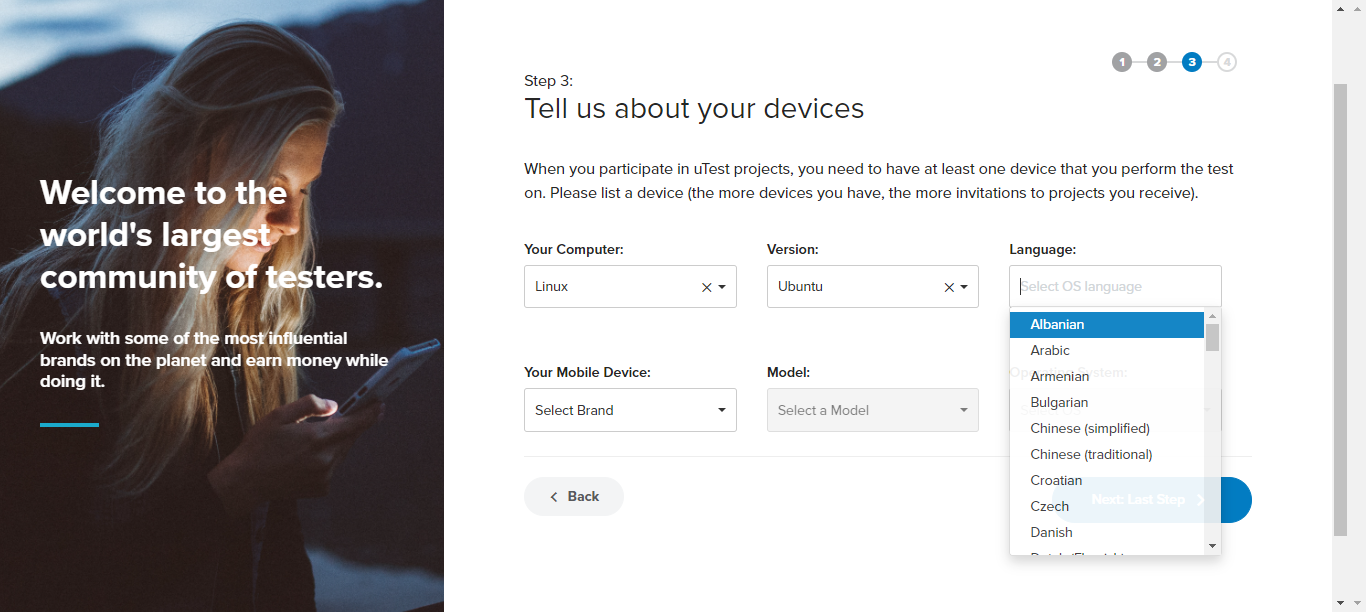 Welcome to the
world's largest
community of testers.
Work with some of the most influential
brands on the planet and earn money while
doing it.
1 2 3 4
Step 3:
Tell us about your devices
When you participate in uTest projects, you need to have at least one device that you perform the test
on. Please list a device (the more devices you have, the more invitations to projects you receive).
Your Computer: Version: Language:
Linux Ubuntu Select OS language
Albanian
Arabic
Armenian
Bulgarian
Chinese (simplified)
Chinese (traditional)
Croatian
Czech
Danish
Your Mobile Device: Model: Operating System:
Select Brand Select a Model
Back Next: Last Step